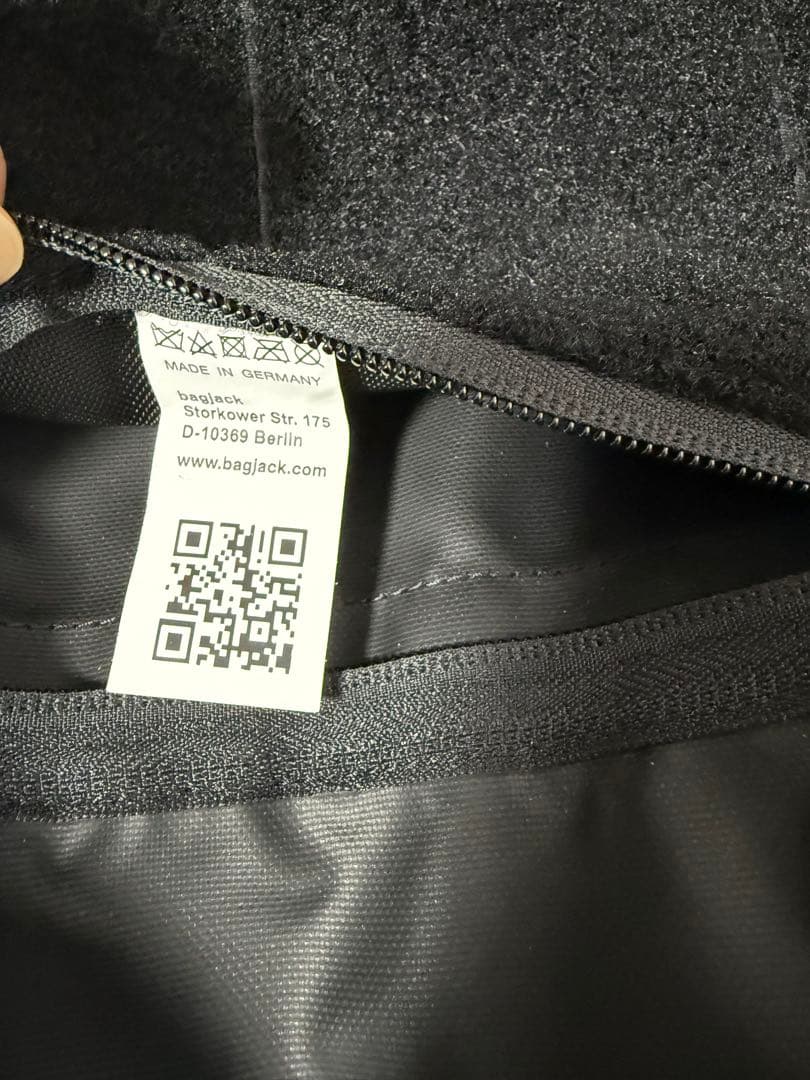 MADE IN GERMANY
bagjack
Storkower Str. 175
D-10369 Berlin
www.bagjack.com